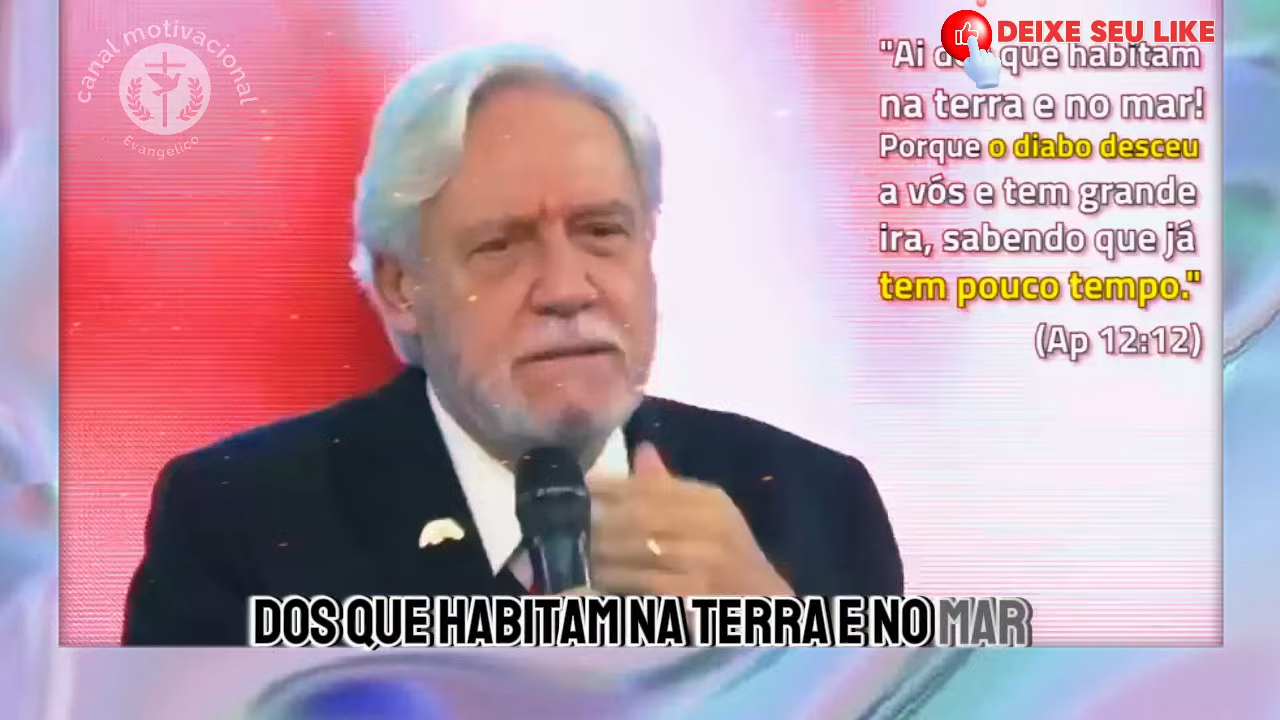 canal motivacional
Evangelico
DEIXE SEU LIKE
"Ai que habitam
na terra e no mar!
Porque o diabo desceu
a vós e tem grande
ira, sabendo que já
tem pouco tempo."
(Ap 12:12)
DOS QUE HABITAM NA TERRA E NO MAR